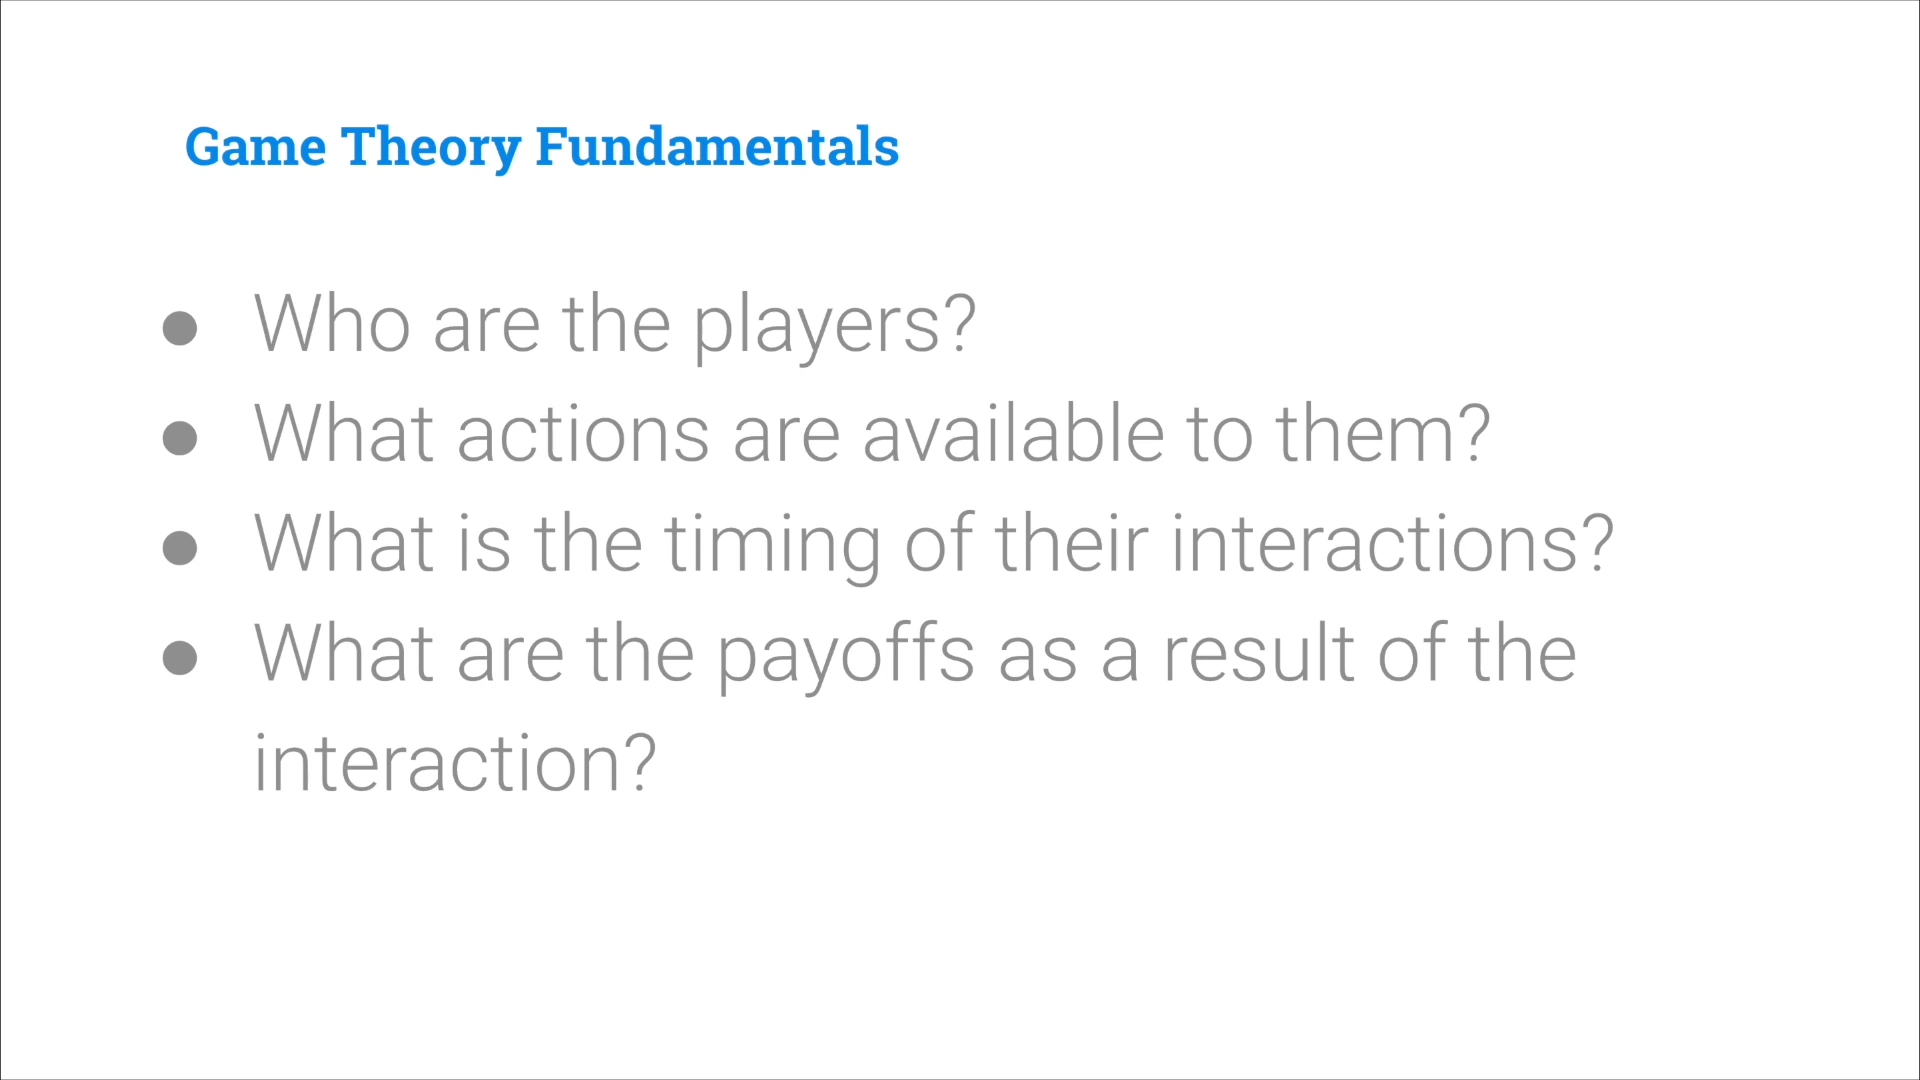 Game Theory Fundamentals
● Who are the players?
● What actions are available to them?
● What is the timing of their interactions?
● What are the payoffs as a result of the
interaction?